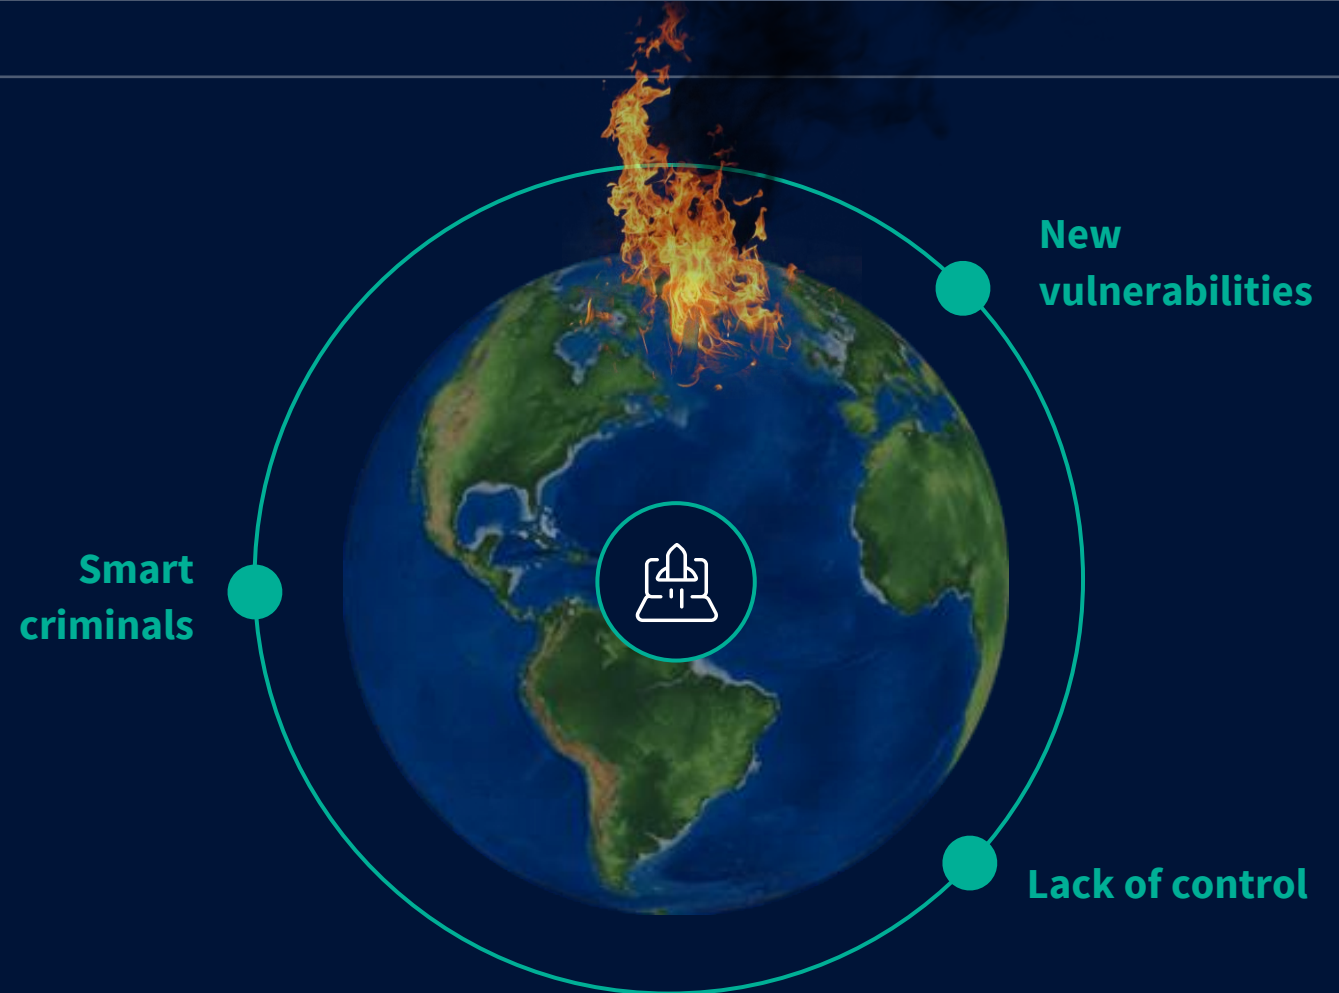 New
vulnerabilities
Smart
criminals
Lack of control